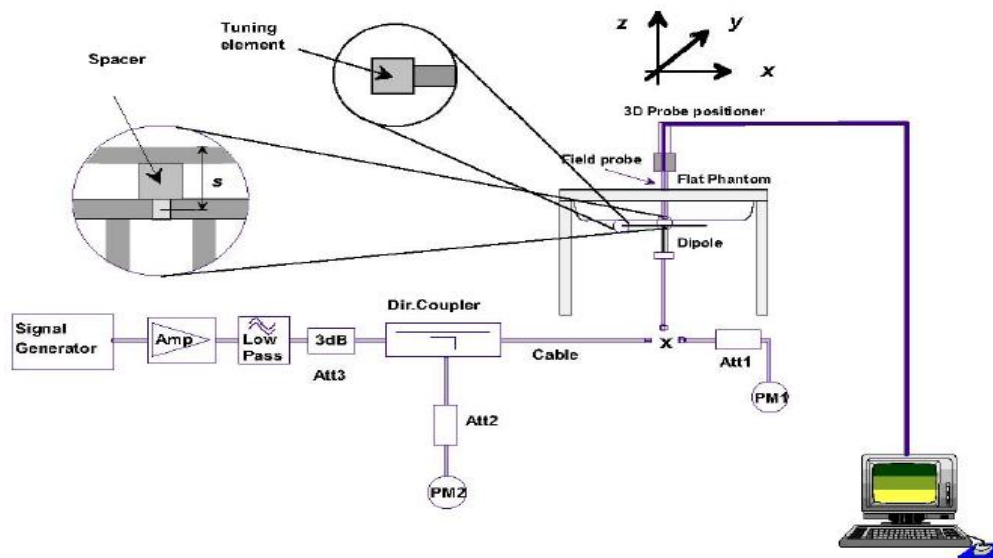 Tuning
element
Spacer
s
z
y
x
3D Probe positioner
Field probe
Flat Phantom
Dipole
Dir.Coupler
Signal
Generator
Amp
Low
Pass
3dB
Att3
Cable
x
Att1
PM1
Att2
PM2